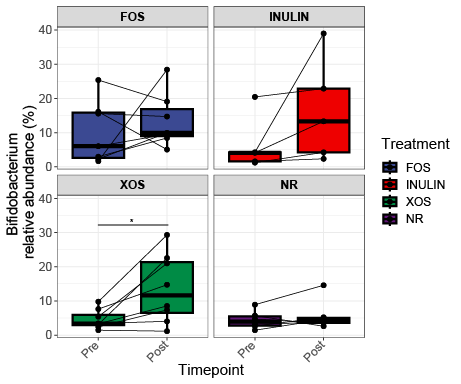 FOS
INULIN
40
30
20
10
0
XOS
NR
*
40
30
20
10
0
Pre
Post
Pre
Post
Timepoint
Bifidobacterium
relative abundance (%)
Treatment
FOS
INULIN
XOS
NR